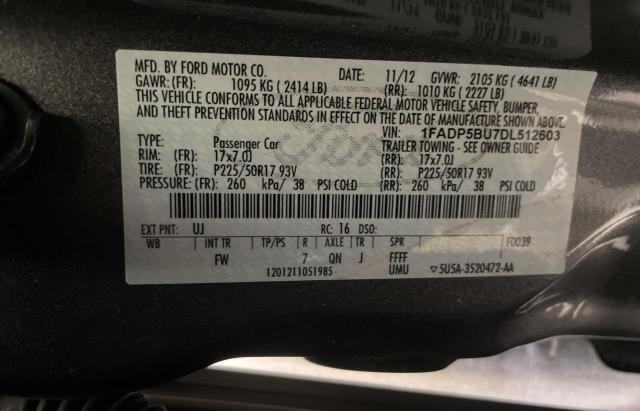 MFD. BY FORD MOTOR CO. DATE: 11/12 GVWR: 2105 KG ( 4641 LB)
GAWR: (FR): 1095 KG ( 2414 LB) (RR): 1010 KG ( 2227 LB)
THIS VEHICLE CONFORMS TO ALL APPLICABLE FEDERAL MOTOR VEHICLE SAFETY, BUMPER,
AND THEFT PREVENTION STANDARDS IN EFFECT ON THE DATE OF MANUFACTURE SHOWN ABOVE.
VIN: 1FADP5BU7DL512603
TYPE: Passenger Car TRAILER TOWING - SEE OWNER GUIDE
RIM: (FR): 17x7.0J (RR): 17x7.0J
TIRE: (FR): P225/50R17 93V (RR): P225/50R17 93V
PRESSURE: (FR): 260 kPa/ 38 PSI COLD (RR): 260 kPa/ 38 PSI COLD
EXT PNT: UJ RC: 16 DSO:
WB INT TR TP/PS R AXLE TR SPR F0039
FW 7 QN J FFFF
1201211051985 UMU ▽5U5A-3520472-AA